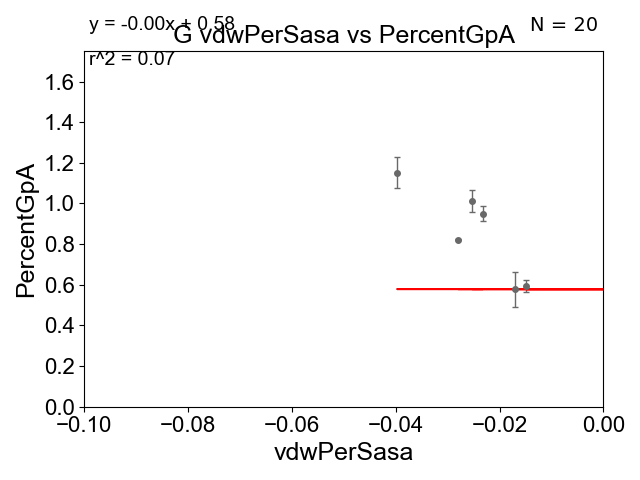 y = -0.00x + 0.58
G vdwPerSasa vs PercentGpA
N = 20
r^2 = 0.07
PercentGpA
1.6
1.4
1.2
1.0
0.8
0.6
0.4
0.2
0.0
−0.10 −0.08 −0.06 −0.04 −0.02 0.00
vdwPerSasa